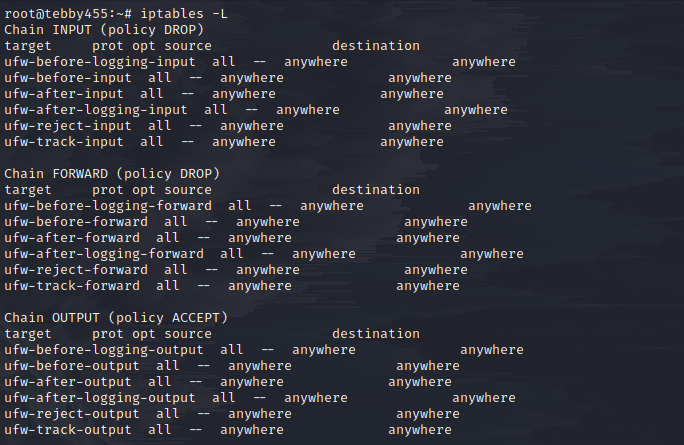 root@tebby455:~# iptables -L
Chain INPUT (policy DROP)
target     prot opt source               destination
ufw-before-logging-input  all  --  anywhere             anywhere
ufw-before-input  all  --  anywhere             anywhere
ufw-after-input  all  --  anywhere             anywhere
ufw-after-logging-input  all  --  anywhere             anywhere
ufw-reject-input  all  --  anywhere             anywhere
ufw-track-input  all  --  anywhere             anywhere

Chain FORWARD (policy DROP)
target     prot opt source               destination
ufw-before-logging-forward  all  --  anywhere             anywhere
ufw-before-forward  all  --  anywhere             anywhere
ufw-after-forward  all  --  anywhere             anywhere
ufw-after-logging-forward  all  --  anywhere             anywhere
ufw-reject-forward  all  --  anywhere             anywhere
ufw-track-forward  all  --  anywhere             anywhere

Chain OUTPUT (policy ACCEPT)
target     prot opt source               destination
ufw-before-logging-output  all  --  anywhere             anywhere
ufw-before-output  all  --  anywhere             anywhere
ufw-after-output  all  --  anywhere             anywhere
ufw-after-logging-output  all  --  anywhere             anywhere
ufw-reject-output  all  --  anywhere             anywhere
ufw-track-output  all  --  anywhere             anywhere